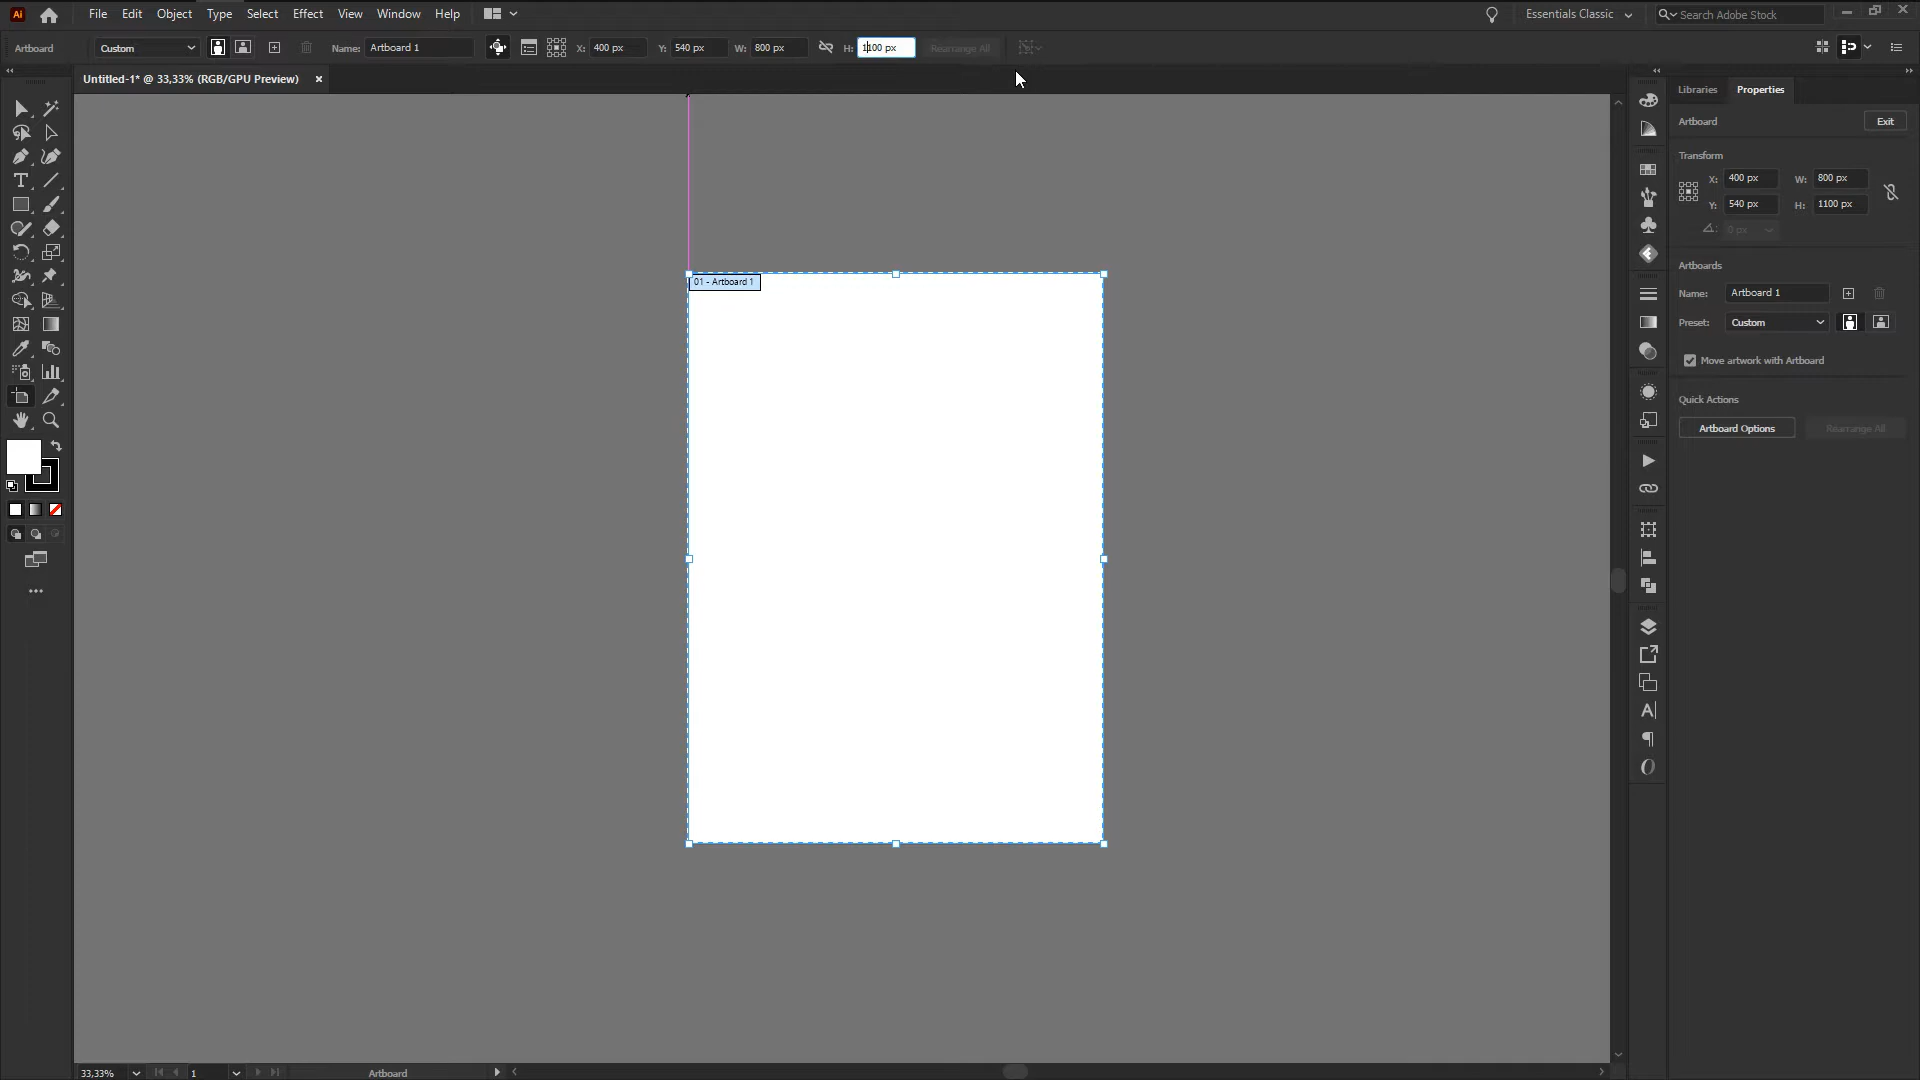 Ai File Edit Object Type Select Effect View Window Help Essentials Classic Search Adobe Stock
Artboard Custom Name: Artboard 1 X: 400 px Y: 540 px W: 800 px H: 1100 px Rearrange All
Untitled-1* @ 33,33% (RGB/GPU Preview)
Libraries Properties
Artboard Exit
Transform
X: 400 px W: 800 px
Y: 540 px H: 1100 px
0 px
01 - Artboard 1
Artboards
Name: Artboard 1
Preset: Custom
Move artwork with Artboard
Quick Actions
Artboard Options Rearrange All
33,33% 1 Artboard